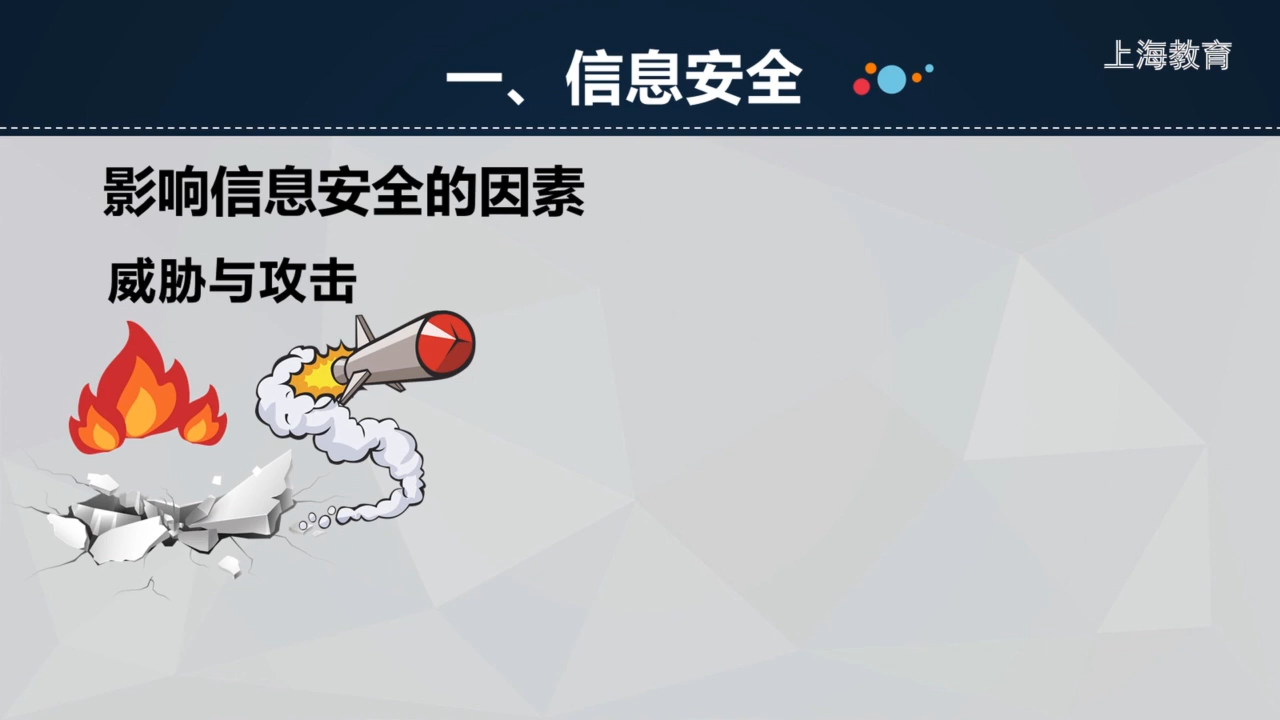 一、信息安全
上海教育
影响信息安全的因素
威胁与攻击